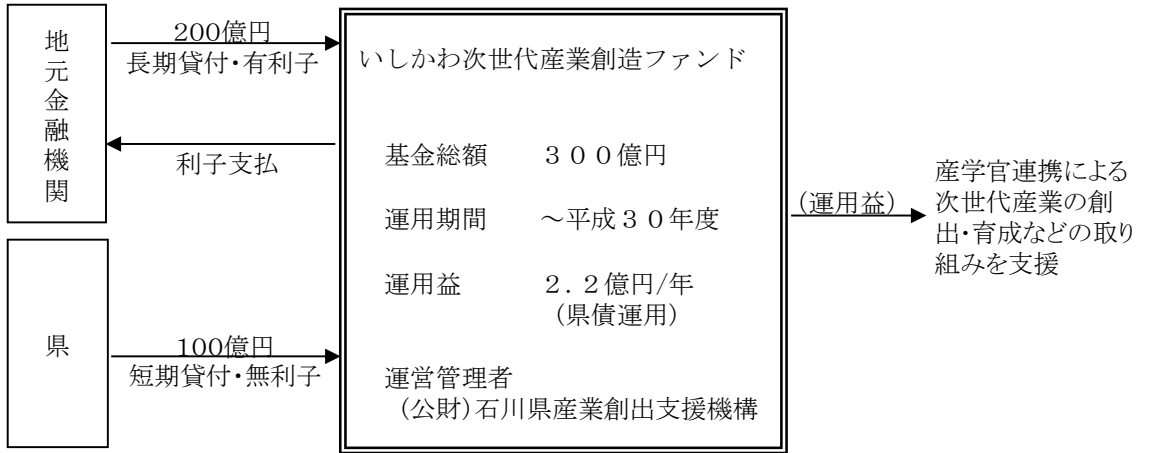 地元金融機関
200億円
長期貸付・有利子
利子支払
県
100億円
短期貸付・無利子
いしかわ次世代産業創造ファンド
基金総額　３００億円
運用期間　～平成３０年度
運用益　２．２億円/年
(県債運用)
運営管理者
(公財)石川県産業創出支援機構
(運用益)
産学官連携による
次世代産業の創
出・育成などの取り
組みを支援